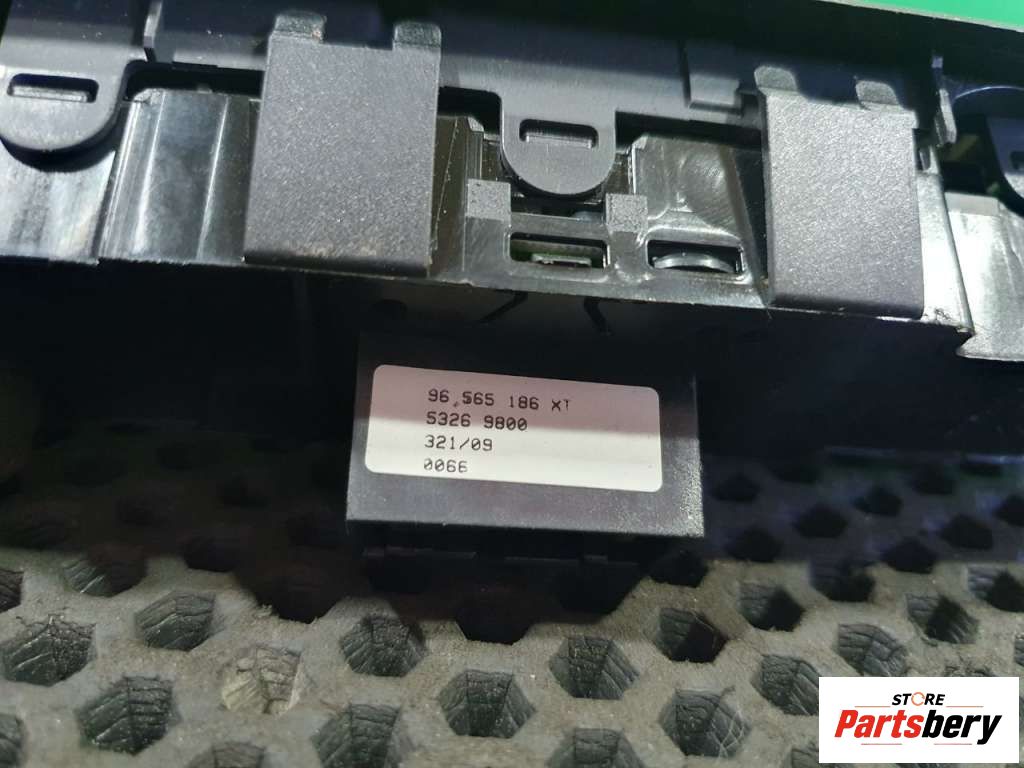 96.565 186 XT
5326 9800
321/09
0066
STORE
Partsbery